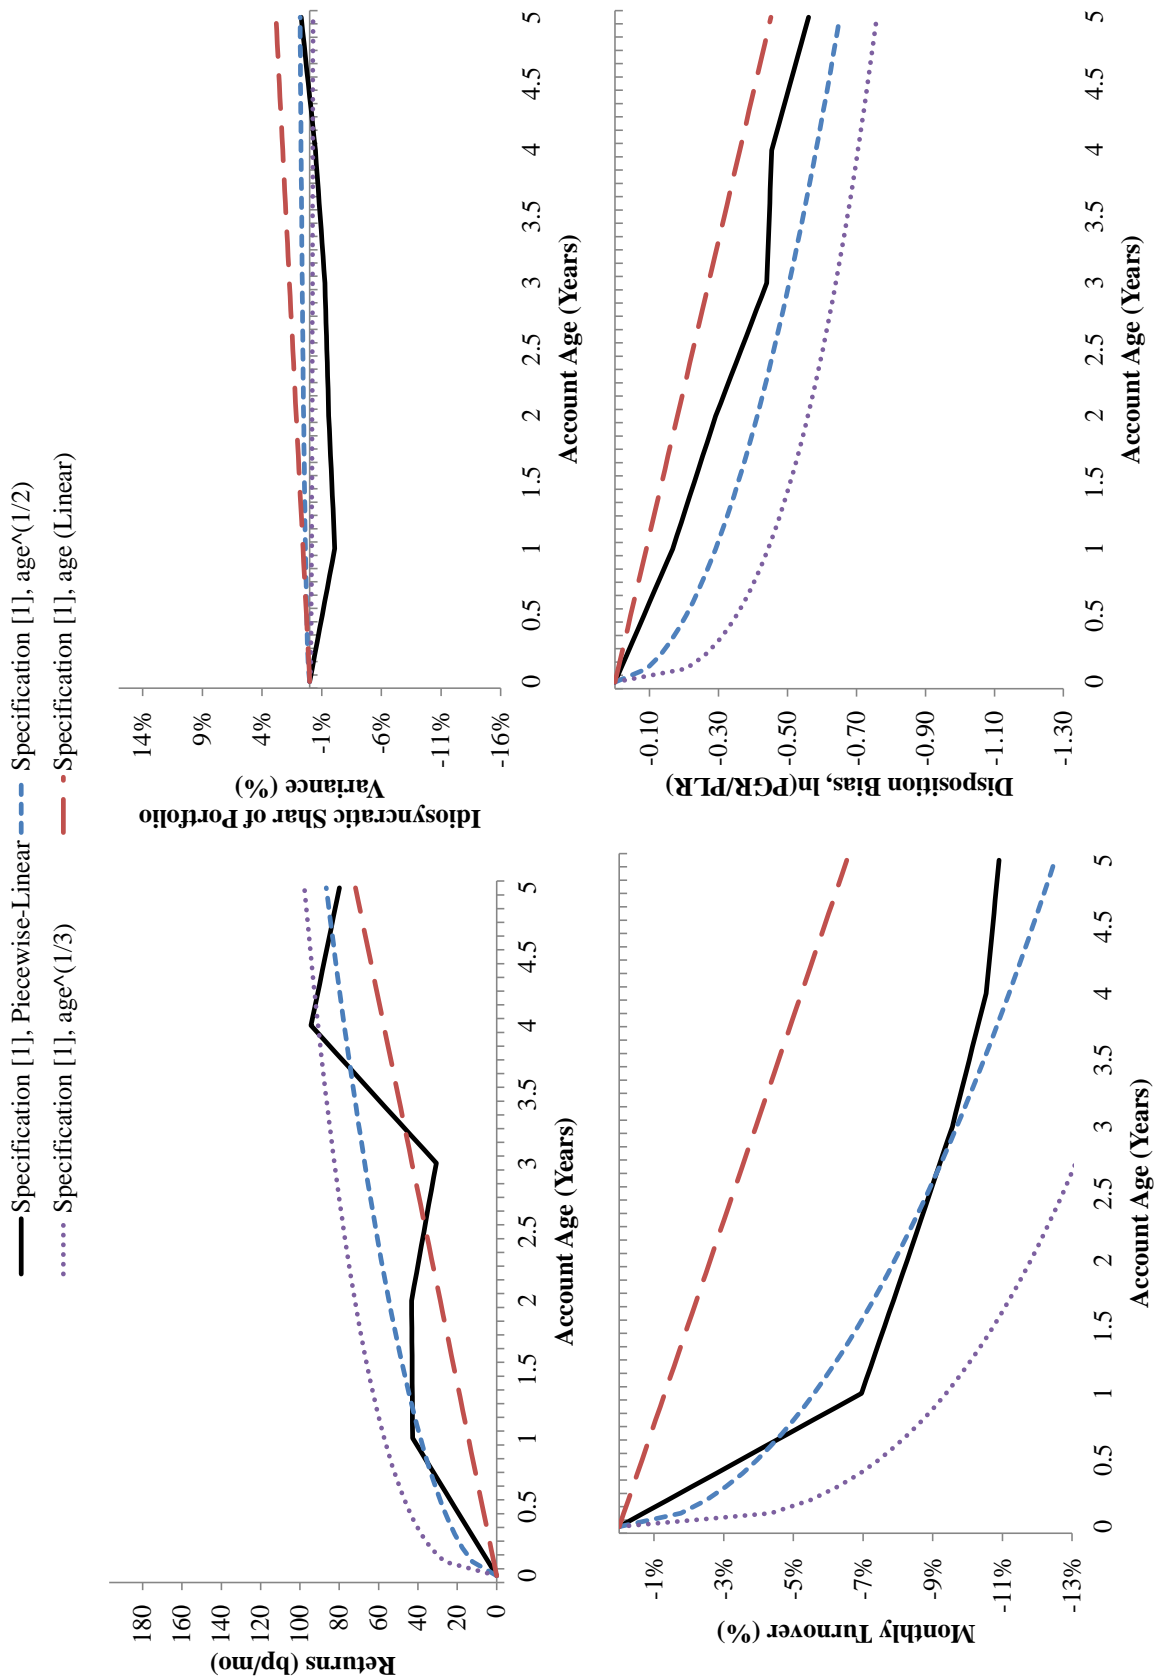 Specification [1], Piecewise-Linear
Specification [1], age^(1/2)
Specification [1], age^(1/3)
Specification [1], age (Linear)
Returns (bp/mo)
180
160
140
120
100
80
60
40
20
0
0 0.5 1 1.5 2 2.5 3 3.5 4 4.5 5
Account Age (Years)
Idiosyncratic Shar of Portfolio
Variance (%)
14%
9%
4%
-1%
-6%
-11%
-16%
0 0.5 1 1.5 2 2.5 3 3.5 4 4.5 5
Account Age (Years)
Monthly Turnover (%)
-1%
-3%
-5%
-7%
-9%
-11%
-13%
0 0.5 1 1.5 2 2.5 3 3.5 4 4.5 5
Account Age (Years)
Disposition Bias, ln(PGR/PLR)
-0.10
-0.30
-0.50
-0.70
-0.90
-1.10
-1.30
0 0.5 1 1.5 2 2.5 3 3.5 4 4.5 5
Account Age (Years)